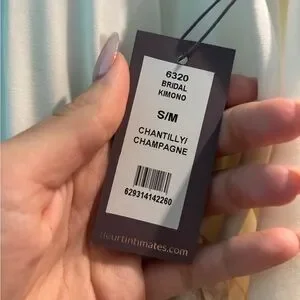 6320
BRIDAL
KIMONO
S/M
CHANTILLY/
CHAMPAGNE
629314142260
fleurtintimates.com